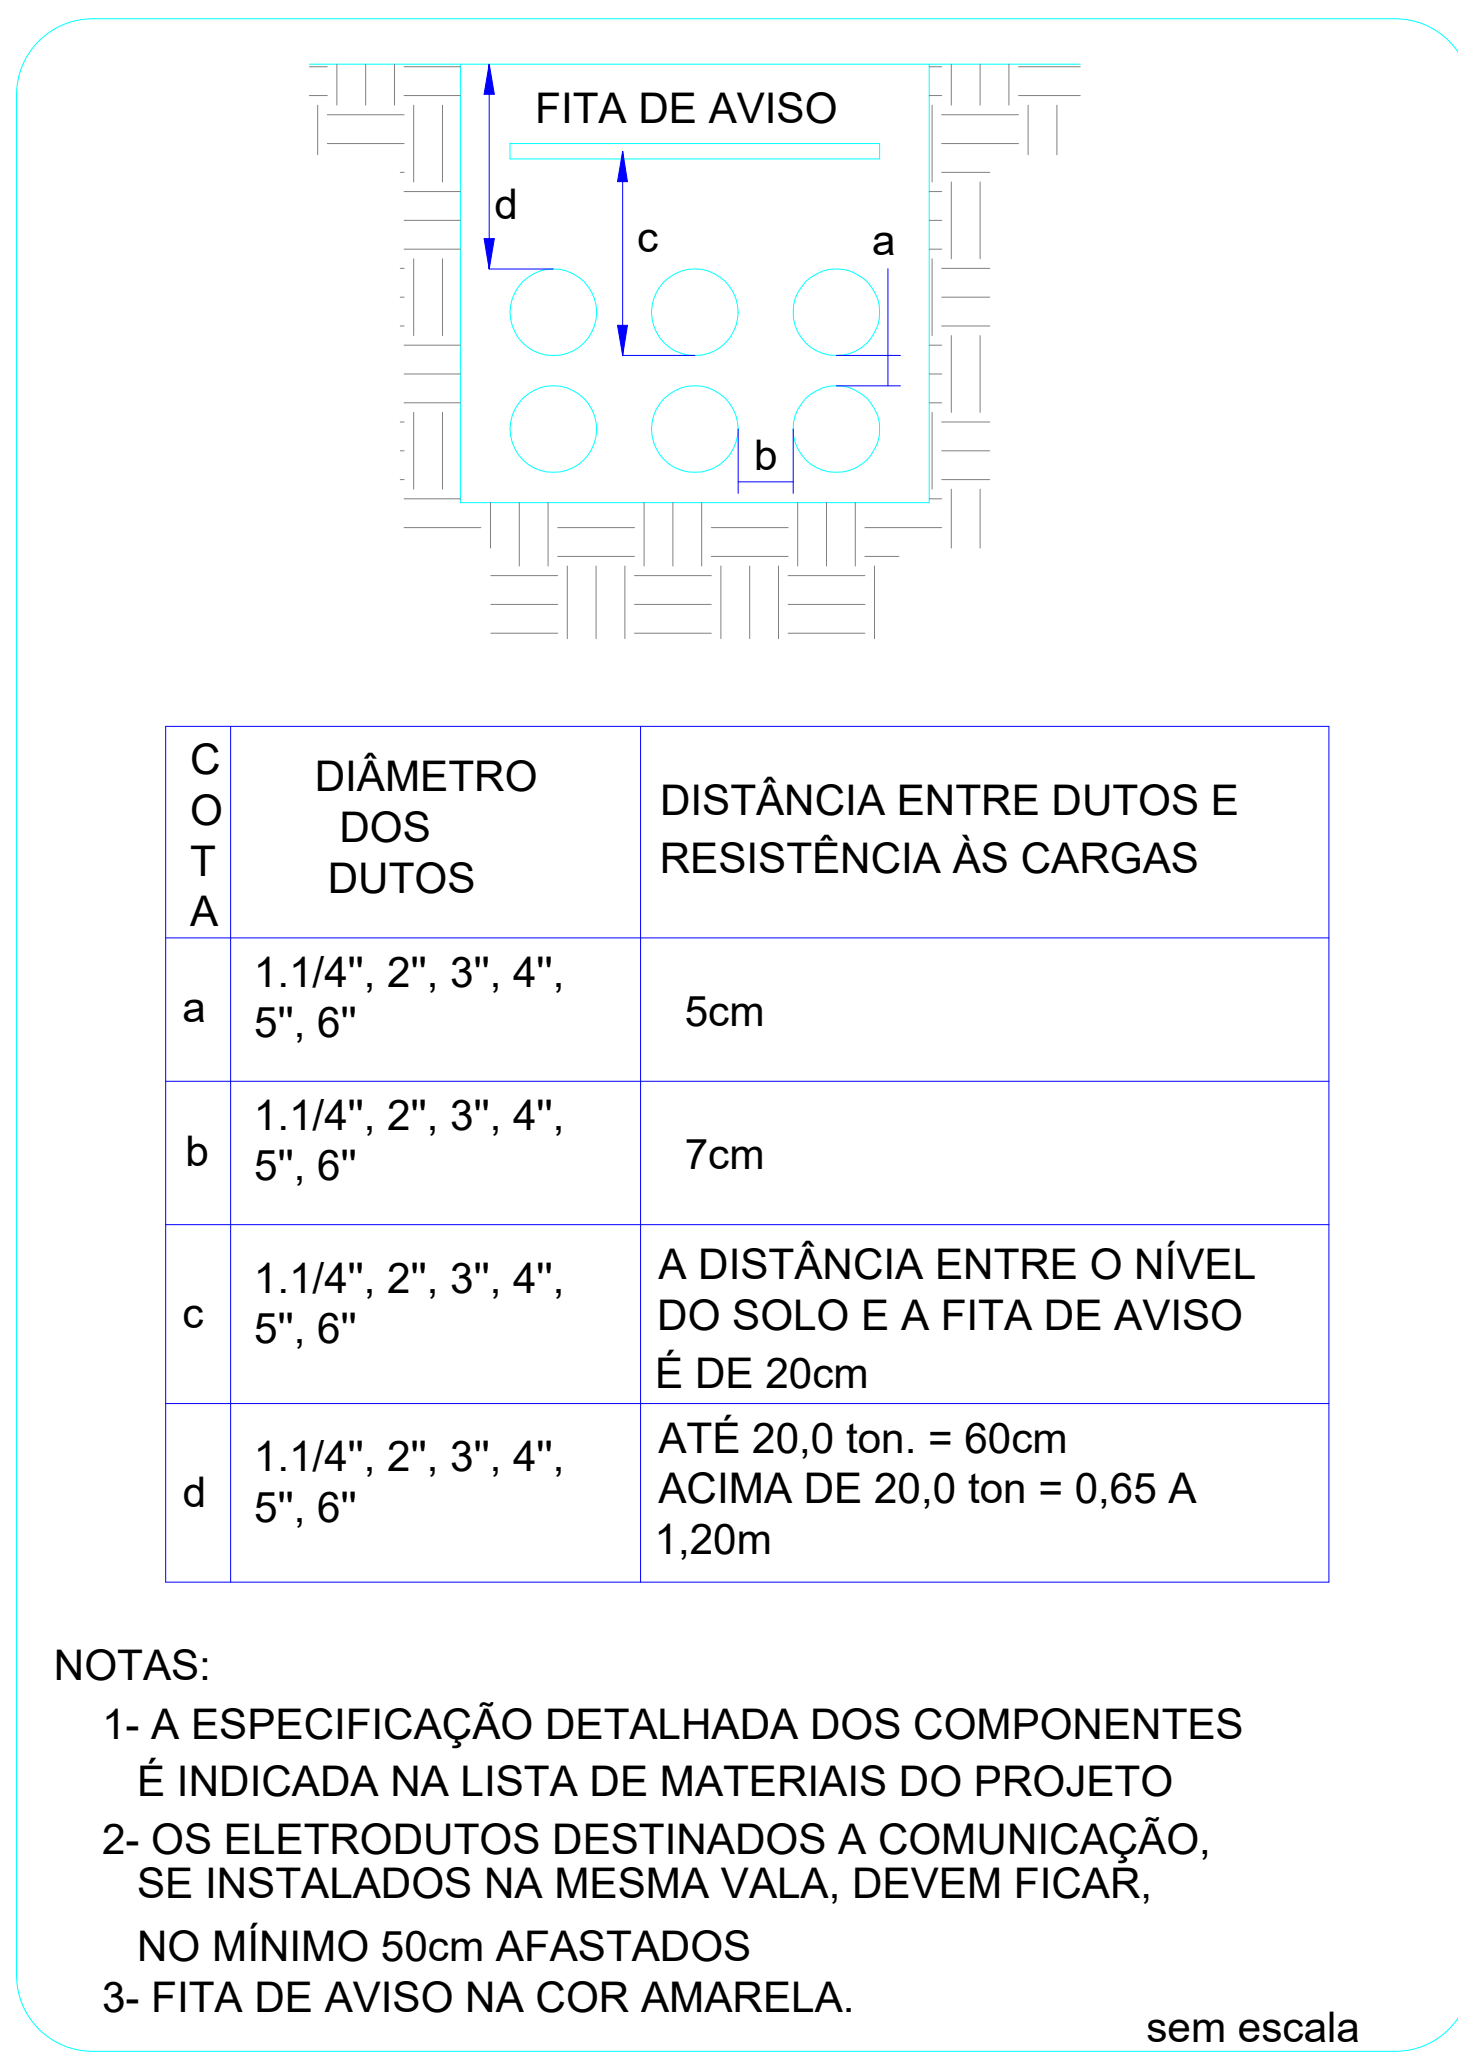 FITA DE AVISO
d
c
a
b
C
O
T
A
DIÂMETRO
DOS
DUTOS
DISTÂNCIA ENTRE DUTOS E
RESISTÊNCIA ÀS CARGAS
a
1.1/4", 2", 3", 4",
5", 6"
5cm
b
1.1/4", 2", 3", 4",
5", 6"
7cm
c
1.1/4", 2", 3", 4",
5", 6"
A DISTÂNCIA ENTRE O NÍVEL
DO SOLO E A FITA DE AVISO
É DE 20cm
d
1.1/4", 2", 3", 4",
5", 6"
ATÉ 20,0 ton. = 60cm
ACIMA DE 20,0 ton = 0,65 A
1,20m
NOTAS:
1- A ESPECIFICAÇÃO DETALHADA DOS COMPONENTES
É INDICADA NA LISTA DE MATERIAIS DO PROJETO
2- OS ELETRODUTOS DESTINADOS A COMUNICAÇÃO,
SE INSTALADOS NA MESMA VALA, DEVEM FICAR,
NO MÍNIMO 50cm AFASTADOS
3- FITA DE AVISO NA COR AMARELA.
sem escala